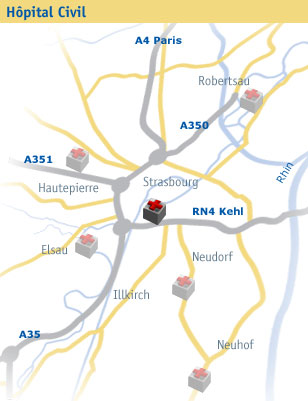 Hôpital Civil
A4 Paris
Robertsau
A350
A351
Rhin
Hautepierre
Strasbourg
RN4 Kehl
Elsau
Neudorf
Illkirch
A35
Neuhof